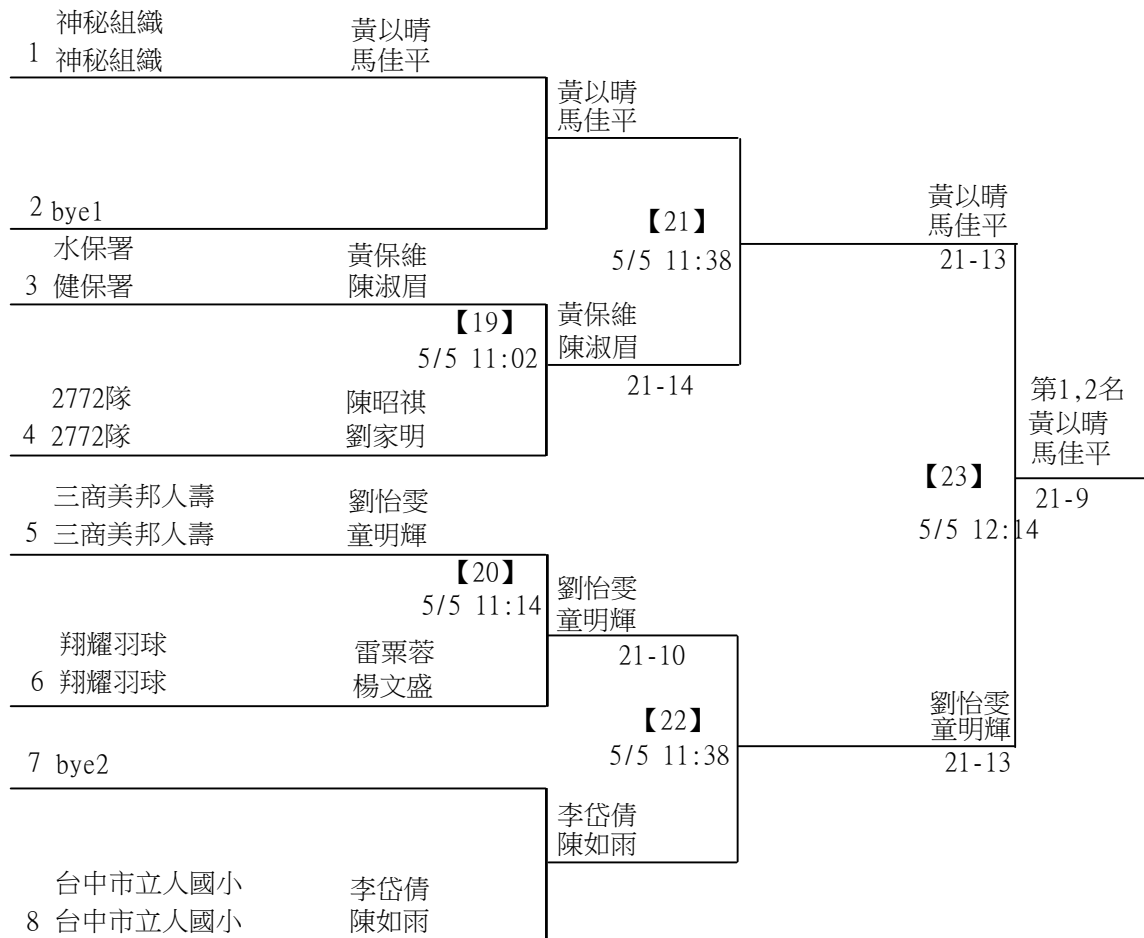 神秘組織 黃以晴
1 神秘組織 馬佳平
黃以晴
馬佳平
2 bye1
【21】
5/5 11:38
黃以晴
馬佳平
21-13
水保署 黃保維
3 健保署 陳淑眉
【19】
5/5 11:02
黃保維
陳淑眉
21-14
2772隊 陳昭祺
4 2772隊 劉家明
第1,2名
黃以晴
馬佳平
21-9
【23】
5/5 12:14
三商美邦人壽 劉怡雯
5 三商美邦人壽 童明輝
【20】
5/5 11:14
劉怡雯
童明輝
21-10
翔耀羽球 雷粟蓉
6 翔耀羽球 楊文盛
【22】
5/5 11:38
劉怡雯
童明輝
21-13
7 bye2
李岱倩
陳如雨
台中市立人國小 李岱倩
8 台中市立人國小 陳如雨